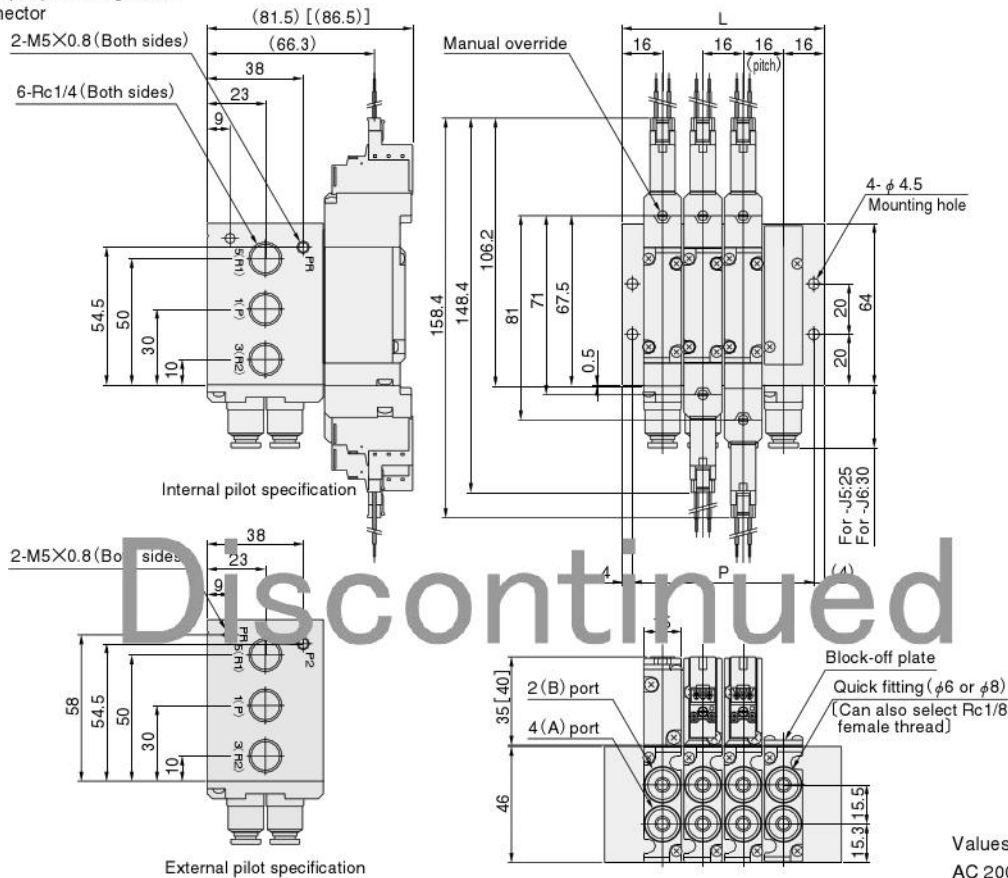 nector
2-M5×0.8(Both sides)
6-Rc1/4(Both sides)
(81.5)[(86.5)]
(66.3)
38
23
9
54.5
50
30
10
5(R1)
1(P)
3(R2)
PR
Internal pilot specification
Manual override
L
16
16
16
16
(pitch)
4-φ4.5
Mounting hole
158.4
148.4
106.2
81
71
67.5
0.5
20
20
64
For -J5:25
For -J6:30
4
P
(4)
Discontinued
2-M5×0.8(Both sides
38
23
9
58
54.5
50
30
10
PR
5(R1)
1(P)
3(R2)
P2
External pilot specification
35[40]
46
2(B) port
4(A) port
Block-off plate
Quick fitting(φ6 or φ8)
[Can also select Rc1/8
female thread]
15.5
15.3
Values
AC 200